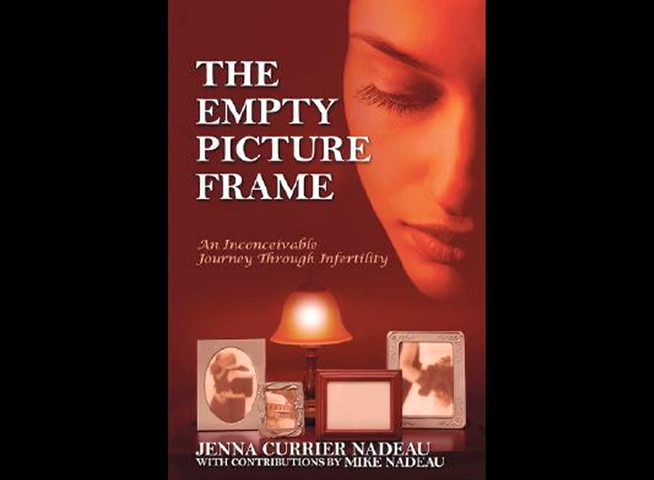 THE
EMPTY
PICTURE
FRAME
An Inconceivable
Journey Through Infertility
JENNA CURRIER NADEAU
WITH CONTRIBUTIONS BY MIKE NADEAU